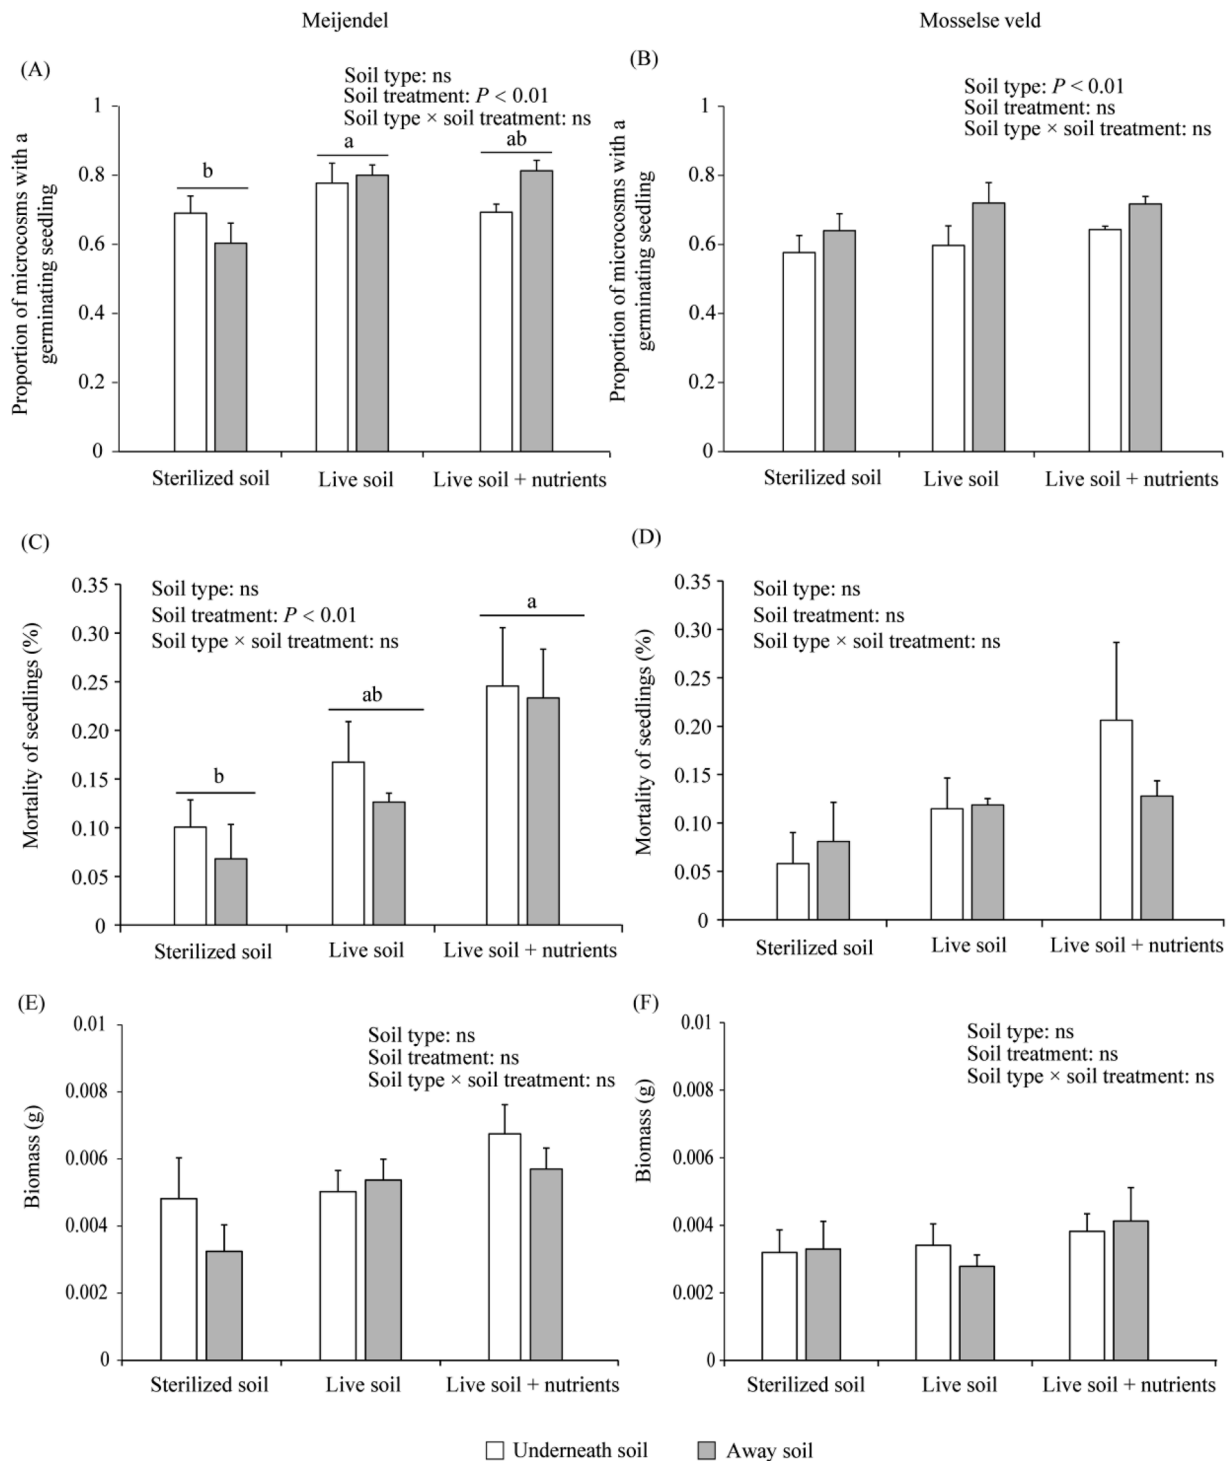 Meijendel
Mosselse veld
(A)
Soil type: ns
Soil treatment: P < 0.01
Soil type × soil treatment: ns
Proportion of microcosms with a
germinating seedling
1
0.8
0.6
0.4
0.2
0
b
a
ab
Sterilized soil
Live soil
Live soil + nutrients
(B)
Soil type: P < 0.01
Soil treatment: ns
Soil type × soil treatment: ns
Proportion of microcosms with a
germinating seedling
1
0.8
0.6
0.4
0.2
0
Sterilized soil
Live soil
Live soil + nutrients
(C)
Soil type: ns
Soil treatment: P < 0.01
Soil type × soil treatment: ns
Mortality of seedlings (%)
0.35
0.30
0.25
0.20
0.15
0.10
0.05
0
b
ab
a
Sterilized soil
Live soil
Live soil + nutrients
(D)
Soil type: ns
Soil treatment: ns
Soil type × soil treatment: ns
Mortality of seedlings (%)
0.35
0.30
0.25
0.20
0.15
0.10
0.05
0
Sterilized soil
Live soil
Live soil + nutrients
(E)
Soil type: ns
Soil treatment: ns
Soil type × soil treatment: ns
Biomass (g)
0.01
0.008
0.006
0.004
0.002
0
Sterilized soil
Live soil
Live soil + nutrients
(F)
Soil type: ns
Soil treatment: ns
Soil type × soil treatment: ns
Biomass (g)
0.01
0.008
0.006
0.004
0.002
0
Sterilized soil
Live soil
Live soil + nutrients
Underneath soil
Away soil